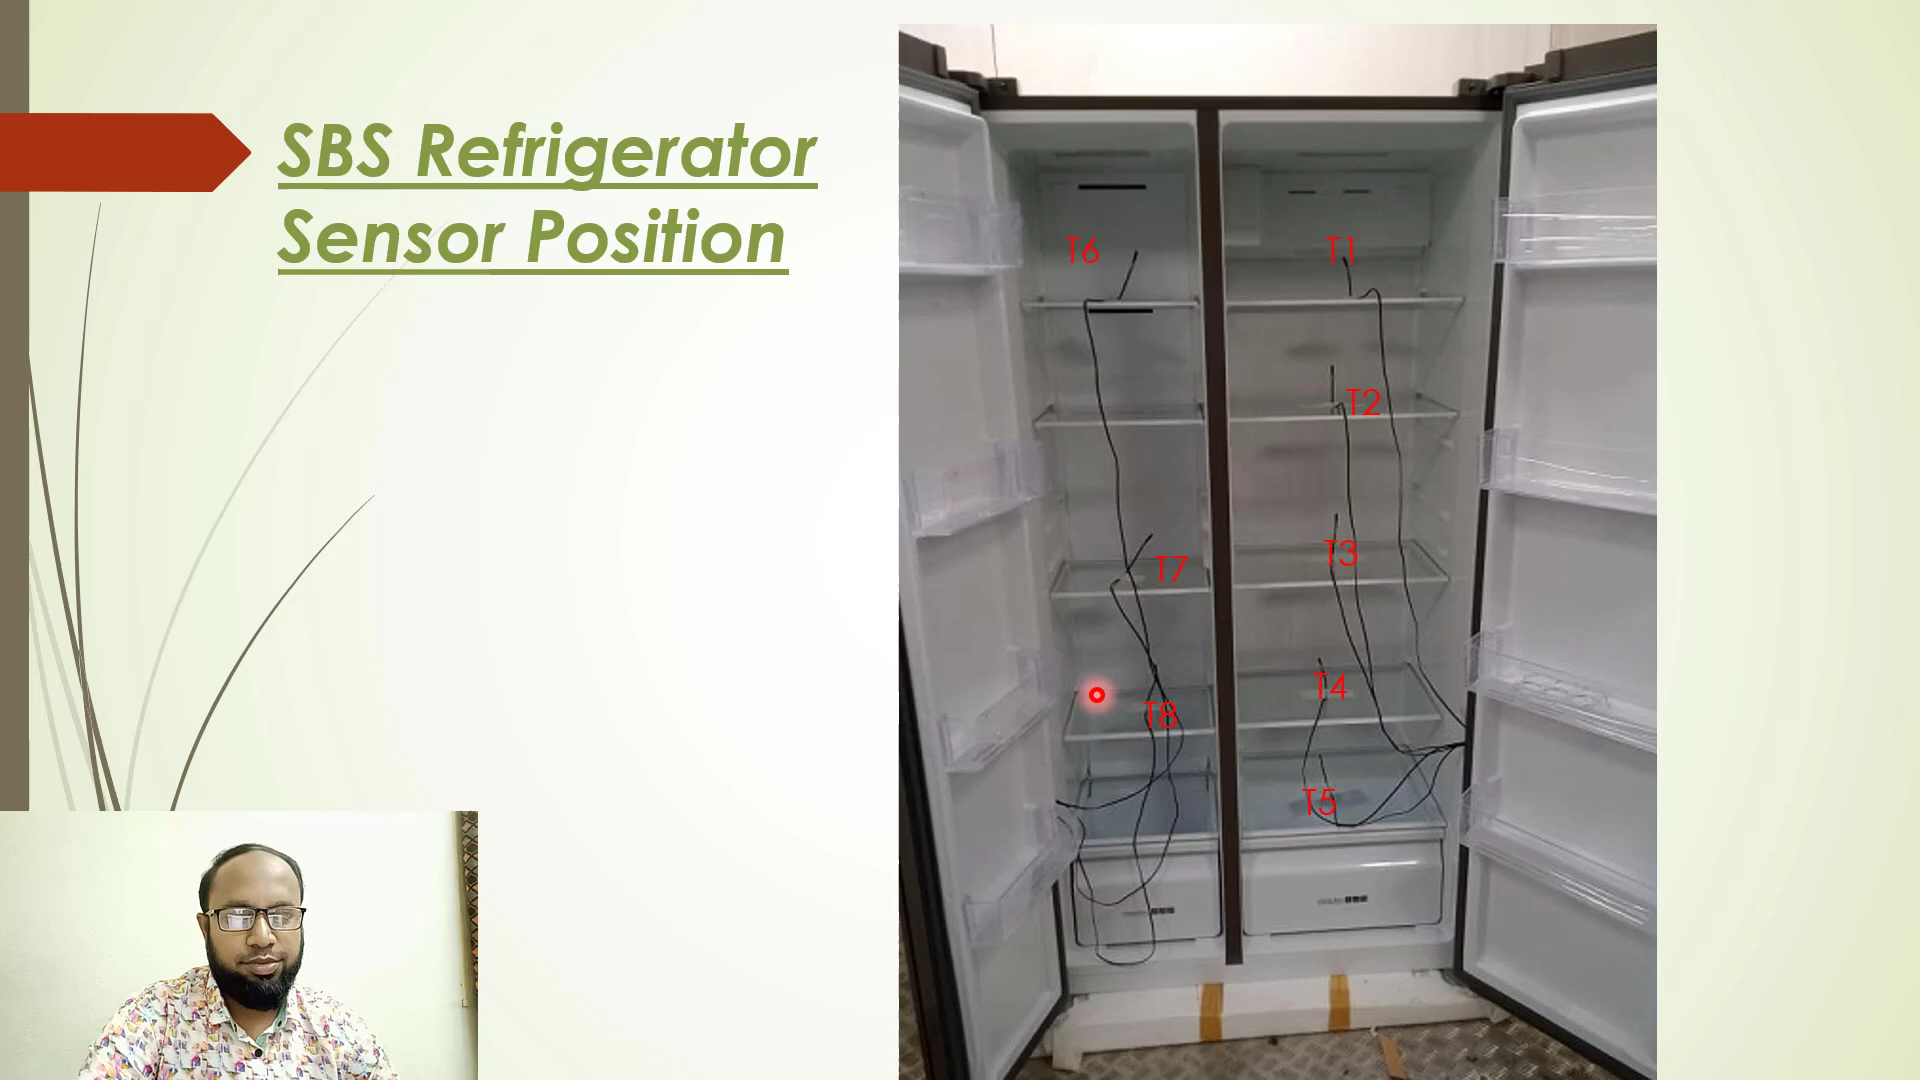 SBS Refrigerator
Sensor Position
T6
T1
T2
T3
T7
T4
T8
T5